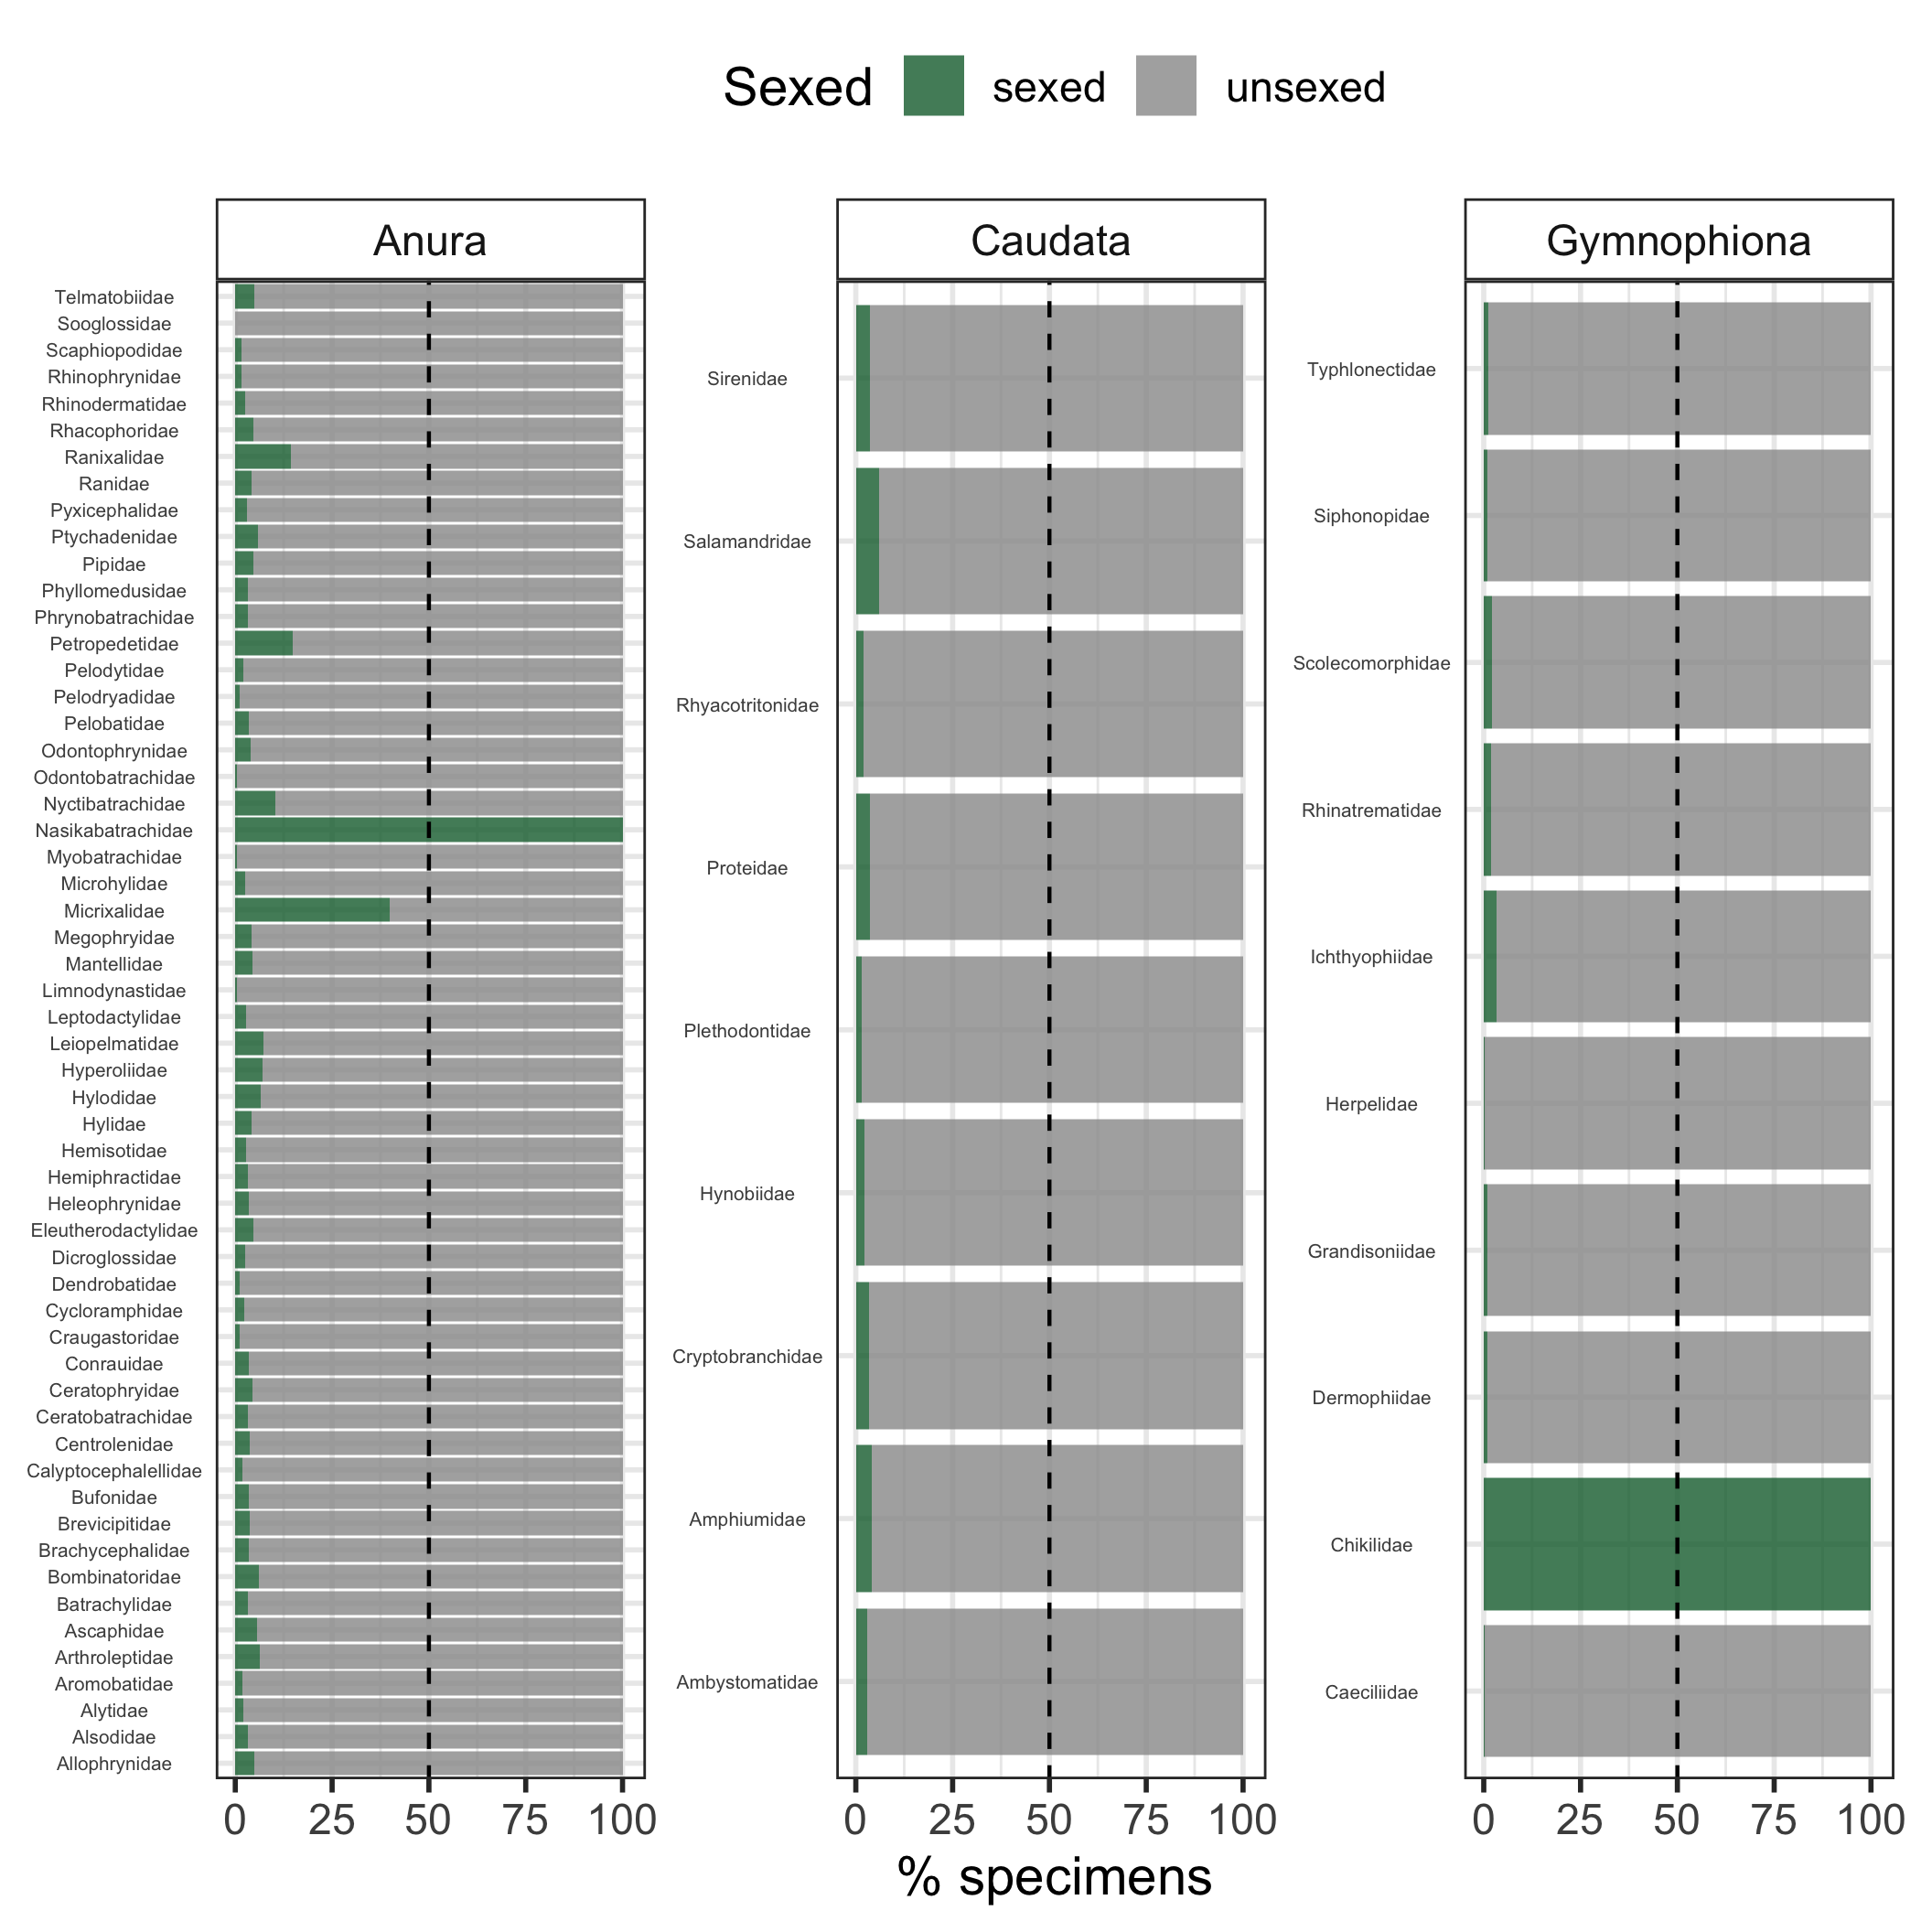 Sexed sexed unsexed
Anura
Telmatobiidae
Sooglossidae
Scaphiopodidae
Rhinophrynidae
Rhinodermatidae
Rhacophoridae
Ranixalidae
Ranidae
Pyxicephalidae
Ptychadenidae
Pipidae
Phyllomedusidae
Phrynobatrachidae
Petropedetidae
Pelodytidae
Pelodryadidae
Pelobatidae
Odontophrynidae
Odontobatrachidae
Nyctibatrachidae
Nasikabatrachidae
Myobatrachidae
Microhylidae
Micrixalidae
Megophryidae
Mantellidae
Limnodynastidae
Leptodactylidae
Leiopelmatidae
Hyperoliidae
Hylodidae
Hylidae
Hemisotidae
Hemiphractidae
Heleophrynidae
Eleutherodactylidae
Dicroglossidae
Dendrobatidae
Cycloramphidae
Craugastoridae
Conrauidae
Ceratophryidae
Ceratobatrachidae
Centrolenidae
Calyptocephalellidae
Bufonidae
Brevicipitidae
Brachycephalidae
Bombinatoridae
Batrachylidae
Ascaphidae
Arthroleptidae
Aromobatidae
Alytidae
Alsodidae
Allophrynidae
0 25 50 75 100
Caudata
Sirenidae
Salamandridae
Rhyacotritonidae
Proteidae
Plethodontidae
Hynobiidae
Cryptobranchidae
Amphiumidae
Ambystomatidae
0 25 50 75 100
Gymnophiona
Typhlonectidae
Siphonopidae
Scolecomorphidae
Rhinatrematidae
Ichthyophiidae
Herpelidae
Grandisoniidae
Dermophiidae
Chikilidae
Caeciliidae
0 25 50 75 100
% specimens